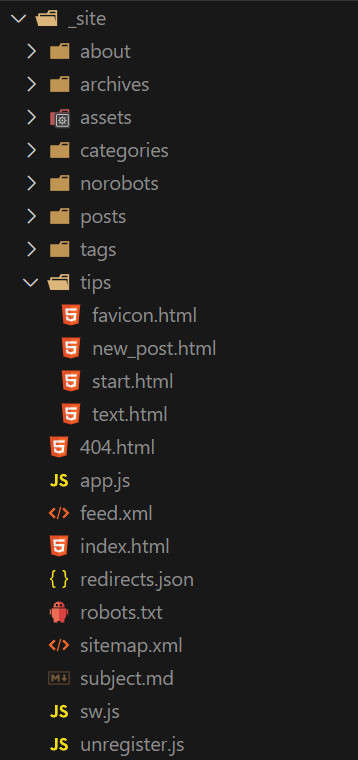 _site
about
archives
assets
categories
norobots
posts
tags
tips
favicon.html
new_post.html
start.html
text.html
404.html
JS app.js
feed.xml
index.html
{ } redirects.json
robots.txt
sitemap.xml
M↓ subject.md
JS sw.js
JS unregister.js